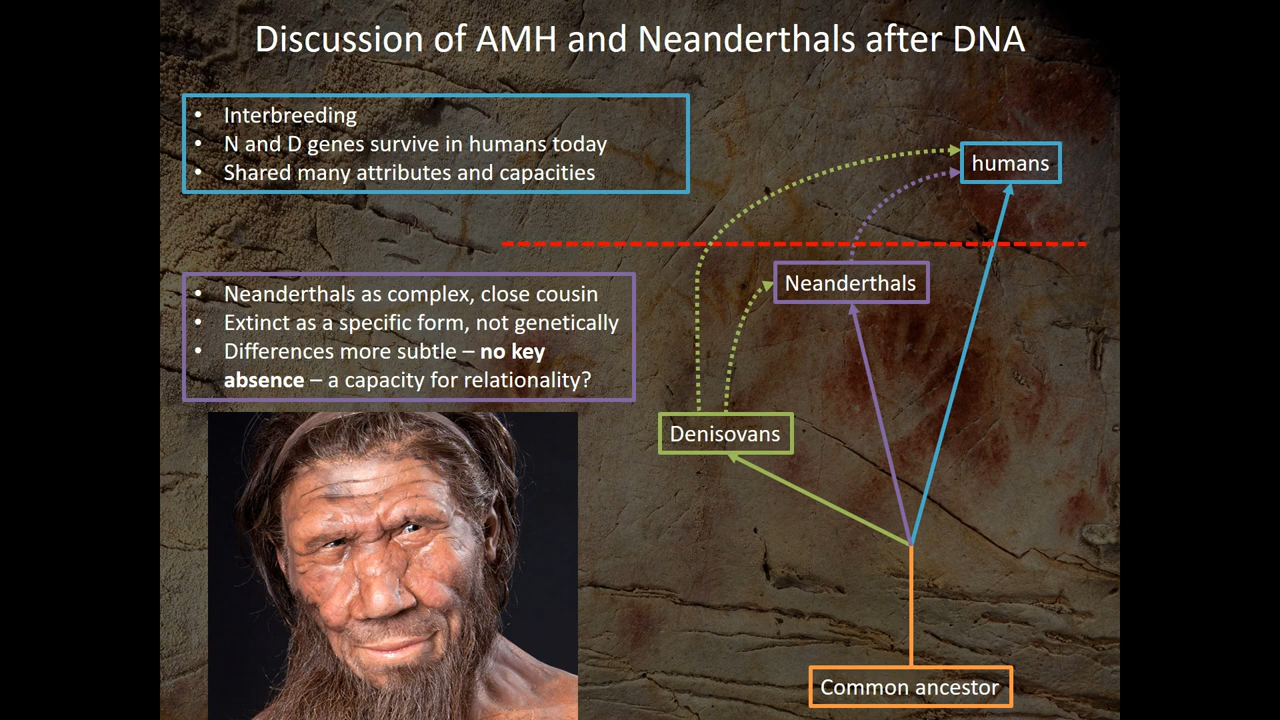 Discussion of AMH and Neanderthals after DNA
• Interbreeding
• N and D genes survive in humans today
• Shared many attributes and capacities
humans
• Neanderthals as complex, close cousin
• Extinct as a specific form, not genetically
• Differences more subtle – no key
absence – a capacity for relationality?
Neanderthals
Denisovans
Common ancestor